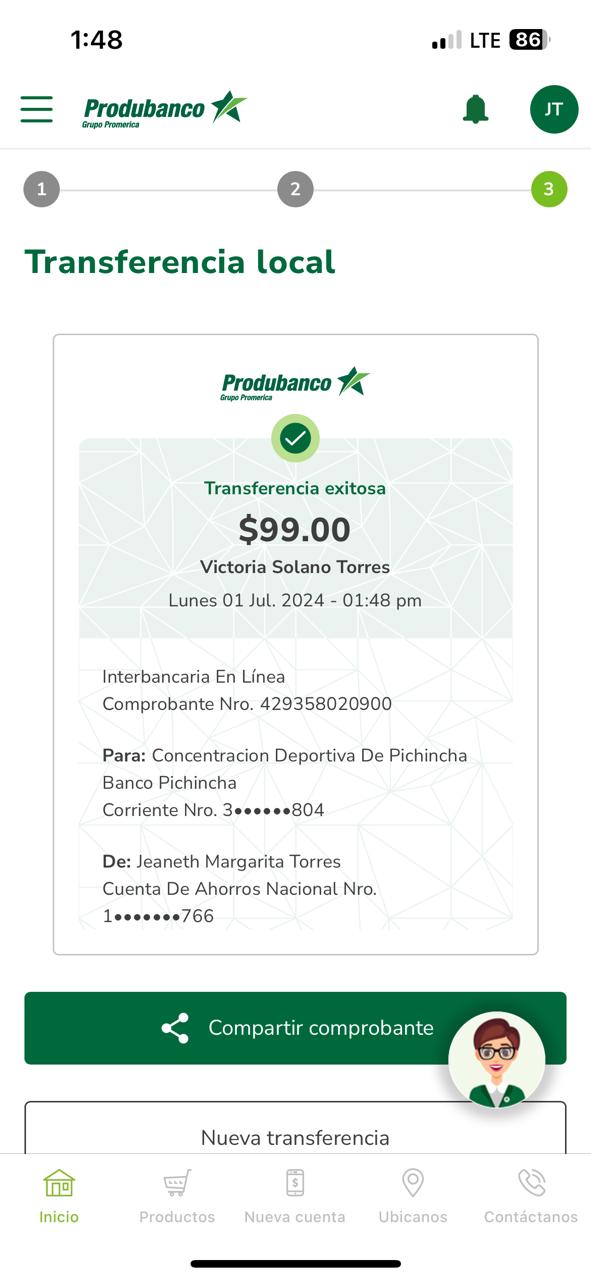 1:48 LTE 86
Produbanco
Grupo Promerica
JT
1 2 3
Transferencia local
Produbanco
Grupo Promerica
Transferencia exitosa
$99.00
Victoria Solano Torres
Lunes 01 Jul. 2024 - 01:48 pm
Interbancaria En Línea
Comprobante Nro. 429358020900
Para: Concentracion Deportiva De Pichincha
Banco Pichincha
Corriente Nro. 3••••••804
De: Jeaneth Margarita Torres
Cuenta De Ahorros Nacional Nro.
1•••••••766
Compartir comprobante
Nueva transferencia
Inicio Productos Nueva cuenta Ubicanos Contáctanos